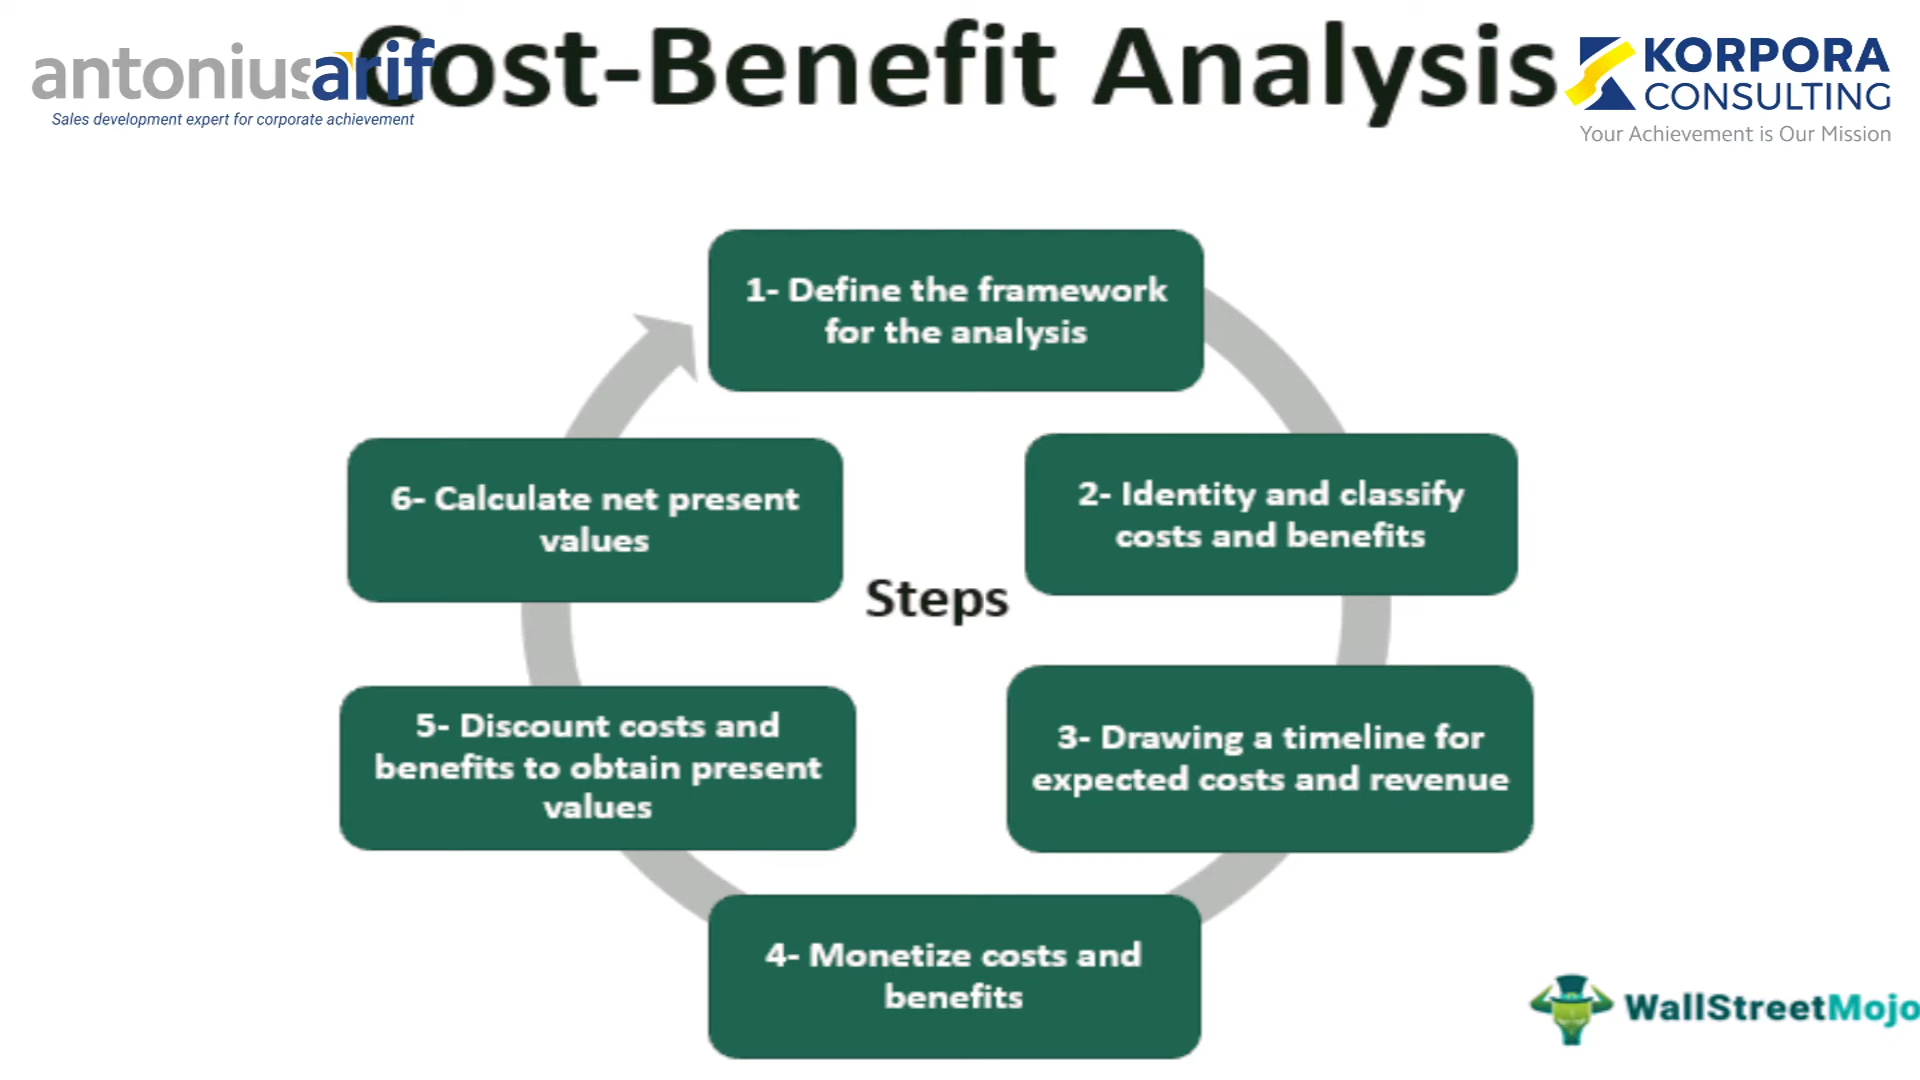 Cost-Benefit Analysis
antoniusarif
Sales development expert for corporate achievement
KORPORA
CONSULTING
Your Achievement is Our Mission
1- Define the framework
for the analysis
2- Identity and classify
costs and benefits
3- Drawing a timeline for
expected costs and revenue
4- Monetize costs and
benefits
5- Discount costs and
benefits to obtain present
values
6- Calculate net present
values
Steps
WallStreetMojo